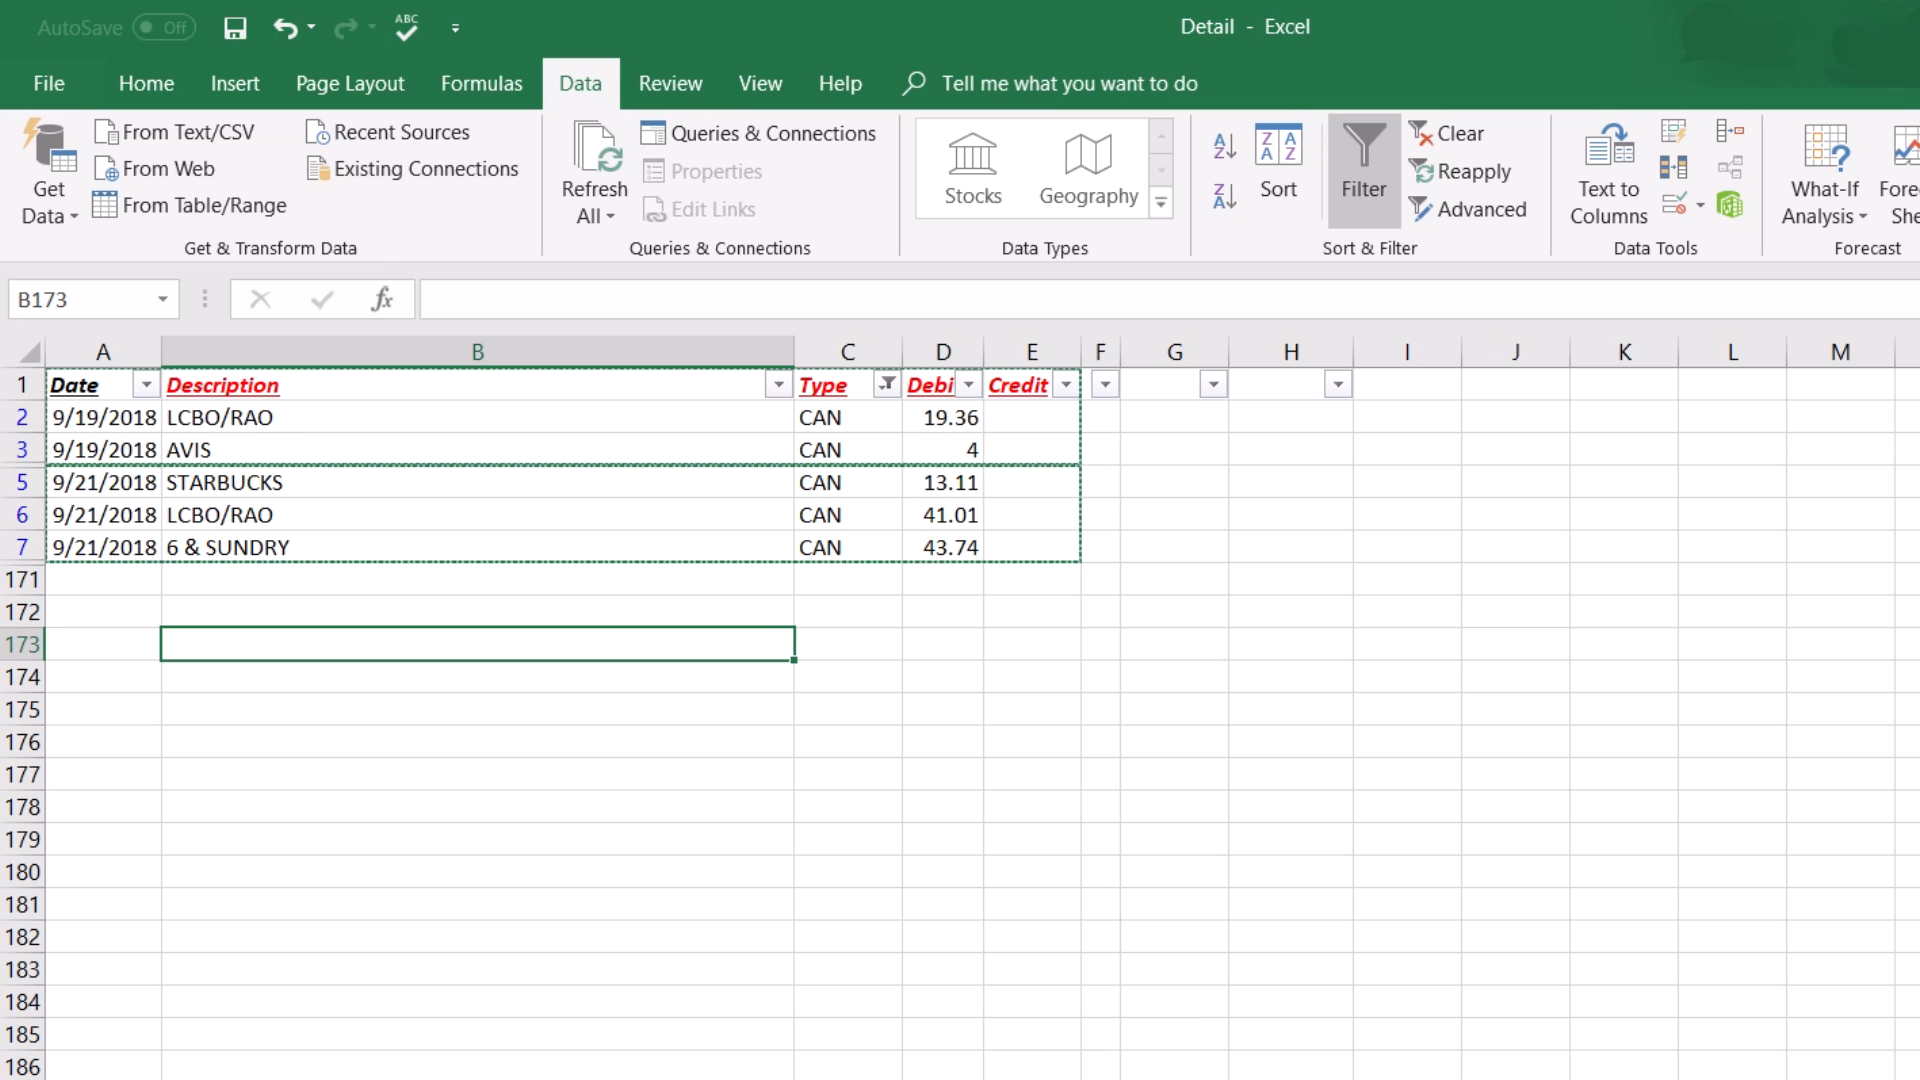 AutoSave Off ABC Detail - Excel
File Home Insert Page Layout Formulas Data Review View Help Tell me what you want to do
Get Data
From Text/CSV
From Web
From Table/Range
Recent Sources
Existing Connections
Get & Transform Data
Refresh All
Queries & Connections
Properties
Edit Links
Queries & Connections
Stocks Geography
Data Types
A Z
Z A
Z A A Z
Sort
Filter
Clear
Reapply
Advanced
Sort & Filter
Text to Columns
Data Tools
What-If Analysis
Fore
She
Forecast
B173 fx
A B C D E F G H I J K L M
1 Date Description Type Debi Credit
2 9/19/2018 LCBO/RAO CAN 19.36
3 9/19/2018 AVIS CAN 4
5 9/21/2018 STARBUCKS CAN 13.11
6 9/21/2018 LCBO/RAO CAN 41.01
7 9/21/2018 6 & SUNDRY CAN 43.74
171
172
173
174
175
176
177
178
179
180
181
182
183
184
185
186